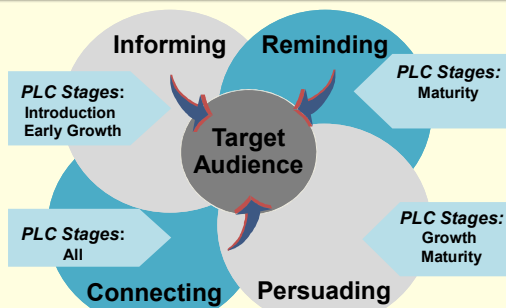 Informing
Reminding
PLC Stages:
Introduction
Early Growth
PLC Stages:
Maturity
Target
Audience
PLC Stages:
All
PLC Stages:
Growth
Maturity
Connecting
Persuading